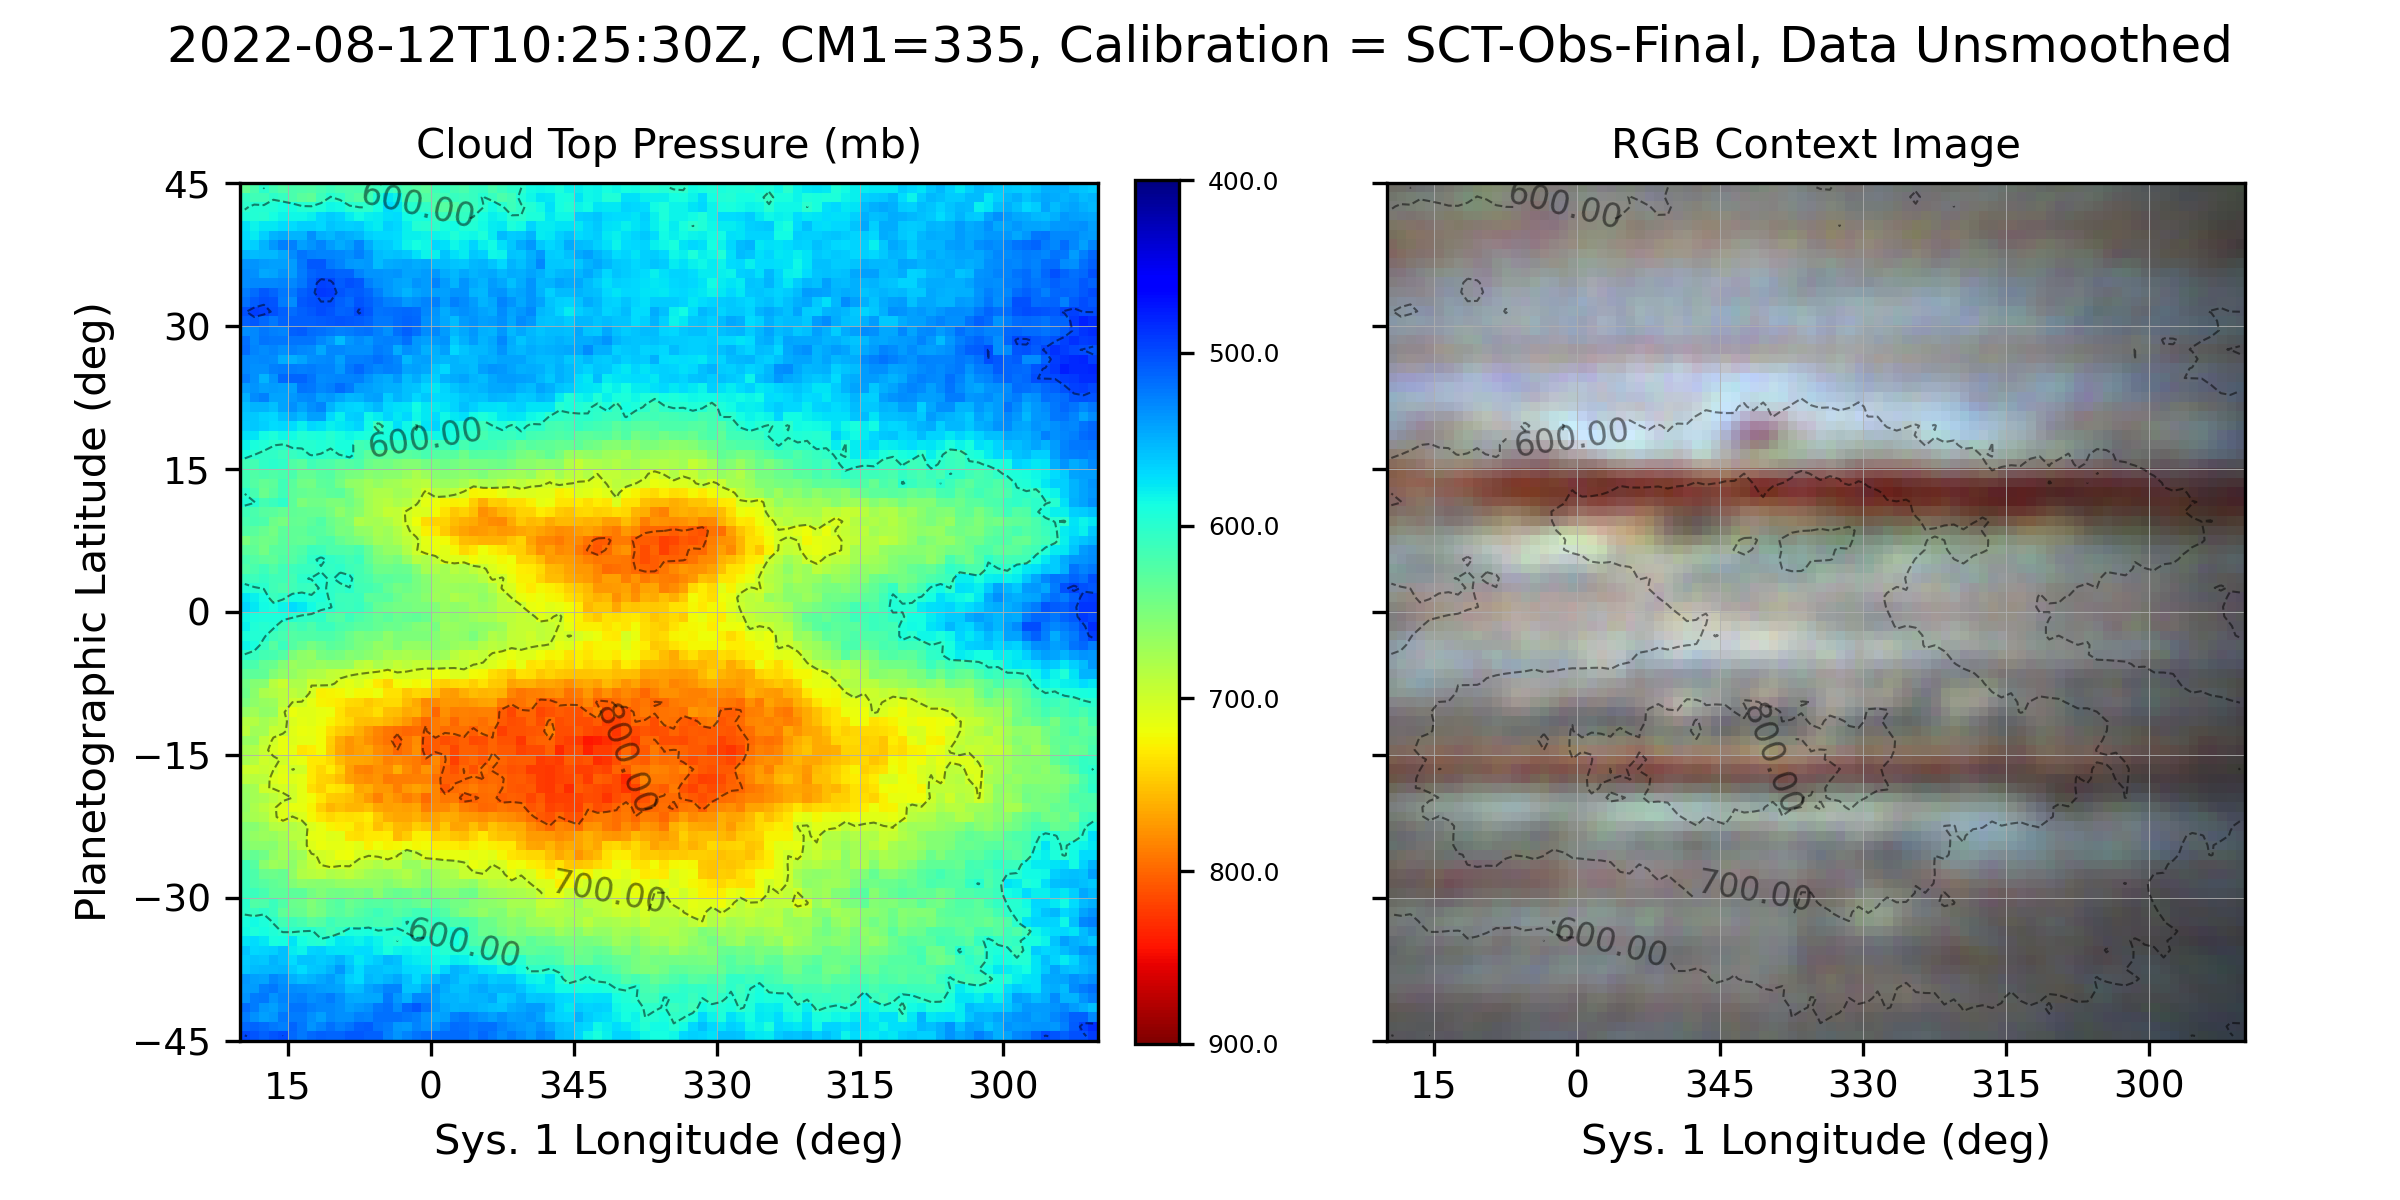 2022-08-12T10:25:30Z, CM1=335, Calibration = SCT-Obs-Final, Data Unsmoothed
Cloud Top Pressure (mb)
45
30
15
0
−15
−30
−45
Planetographic Latitude (deg)
600.00
600.00
800.00
700.00
600.00
15 0 345 330 315 300
Sys. 1 Longitude (deg)
400.0
500.0
600.0
700.0
800.0
900.0
RGB Context Image
600.00
600.00
800.00
700.00
600.00
15 0 345 330 315 300
Sys. 1 Longitude (deg)